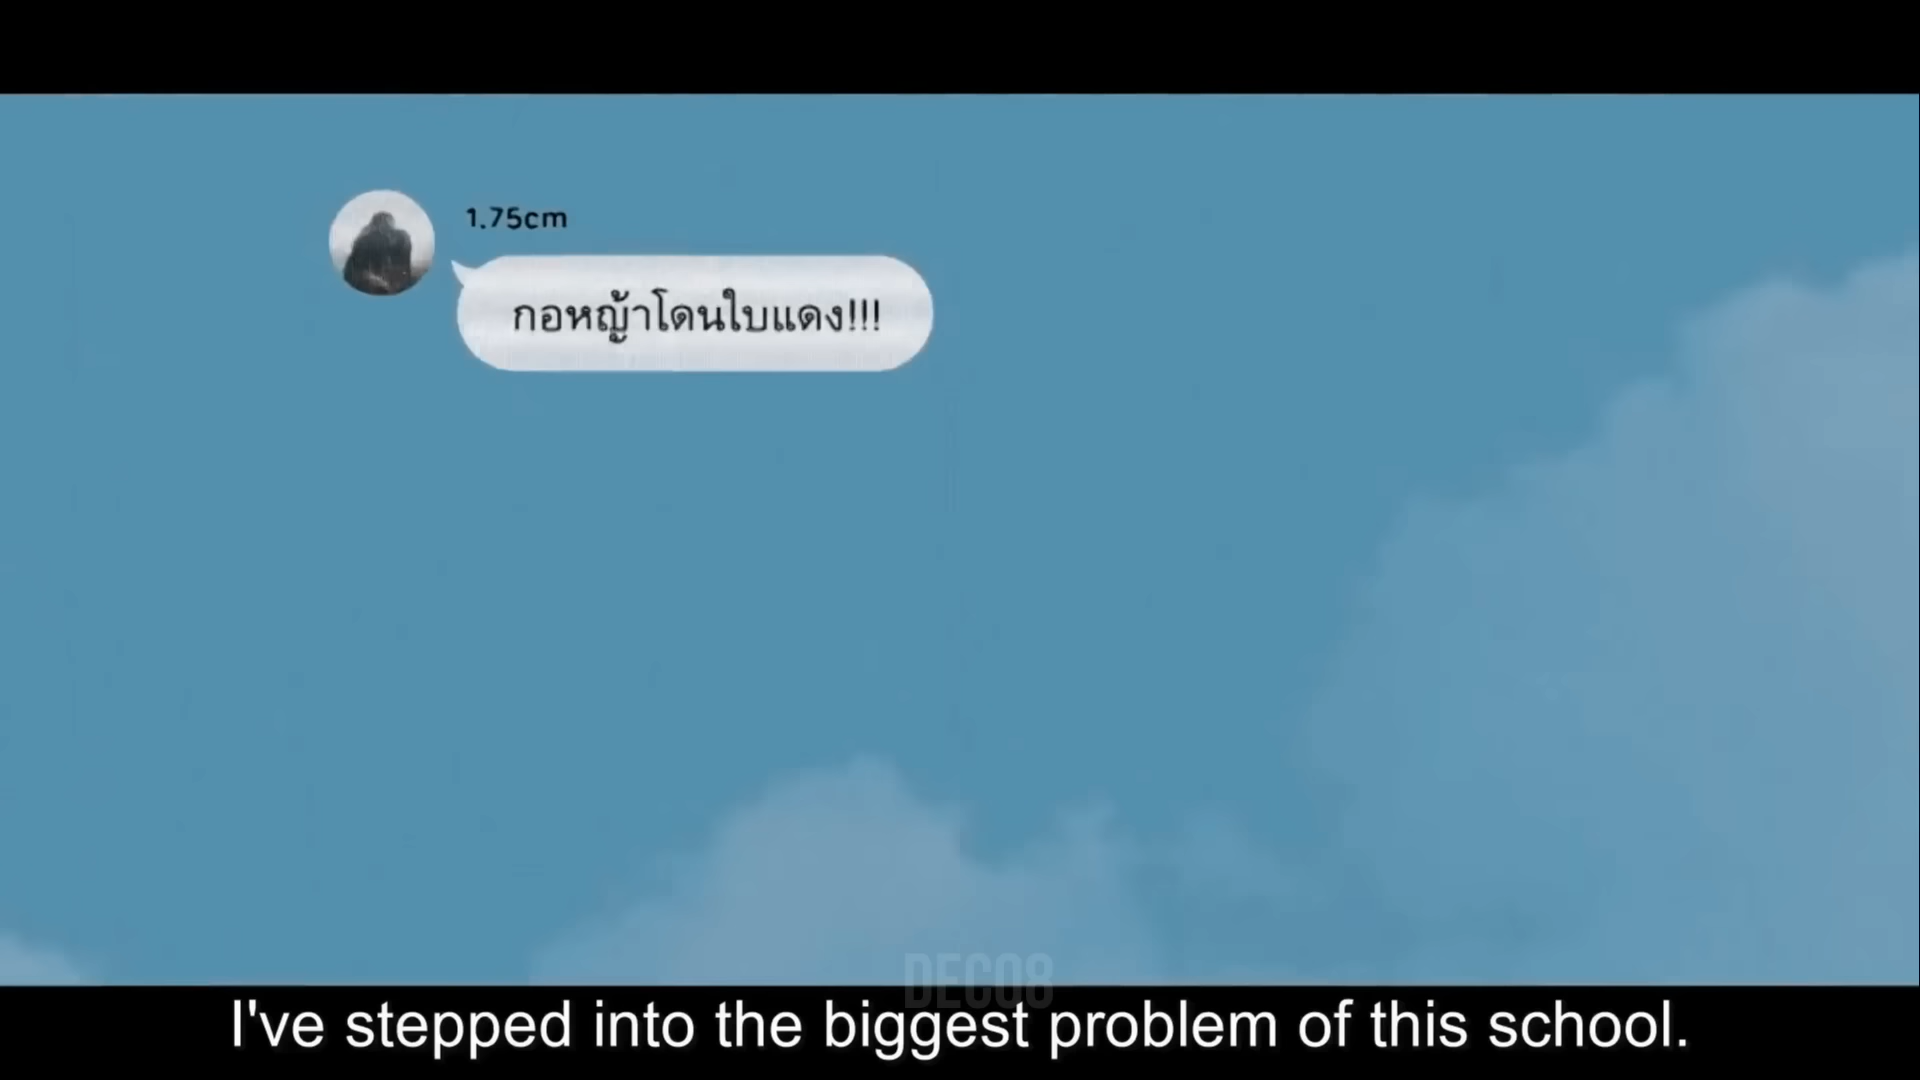 1.75cm
กอหญ้าโดนใบแดง!!!
DECO8
I've stepped into the biggest problem of this school.